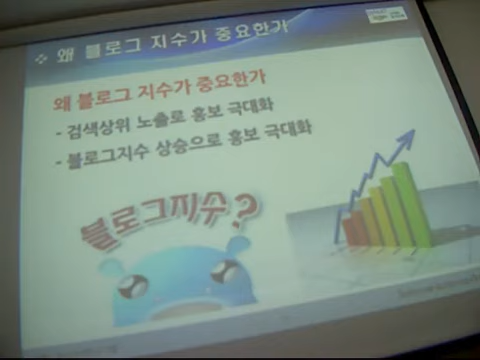 ❖ 왜 블로그 지수가 중요한가
왜 블로그 지수가 중요한가
- 검색상위 노출로 홍보 극대화
- 블로그지수 상승으로 홍보 극대화
블로그지수?